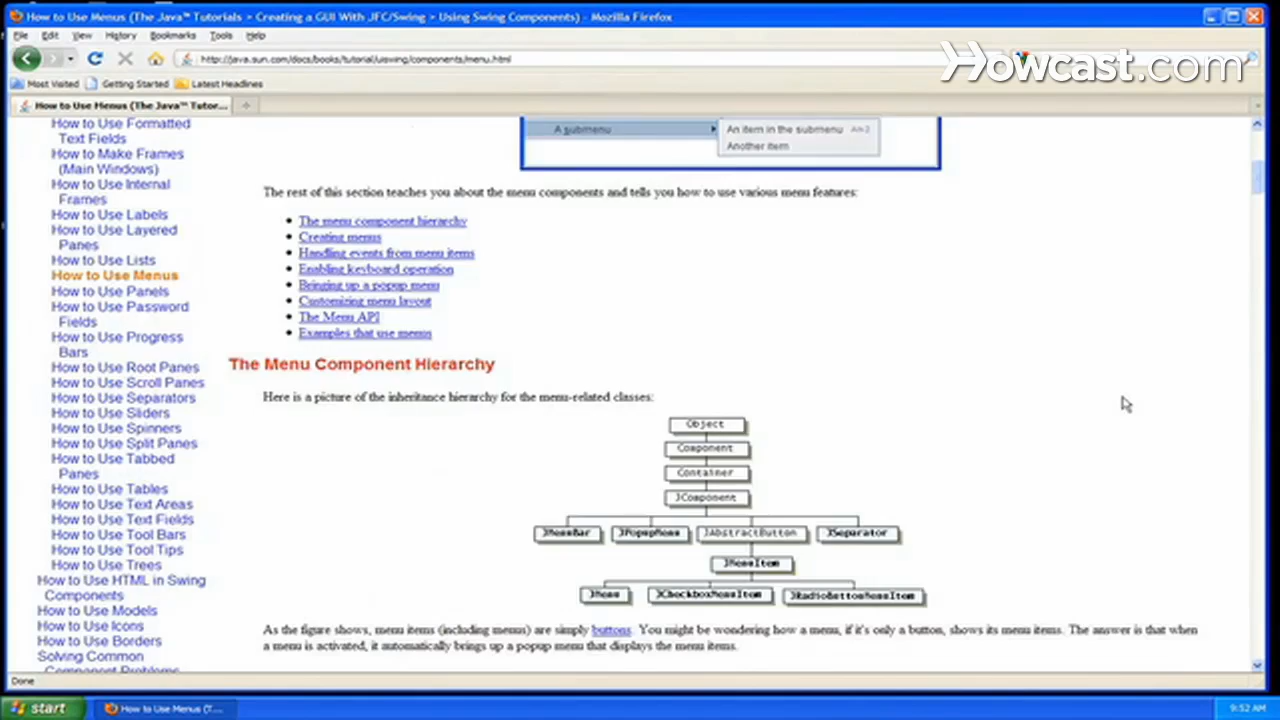 How to Use Menus (The Java™ Tutorials > Creating a GUI With JFC/Swing > Using Swing Components) - Mozilla Firefox
File Edit View History Bookmarks Tools Help
http://java.sun.com/docs/books/tutorial/uiswing/components/menu.html
Howcast.com
Most Visited Getting Started Latest Headlines
How to Use Menus (The Java™ Tutor...
How to Use Formatted
Text Fields
How to Make Frames
(Main Windows)
How to Use Internal
Frames
How to Use Labels
How to Use Layered
Panes
How to Use Lists
How to Use Menus
How to Use Panels
How to Use Password
Fields
How to Use Progress
Bars
How to Use Root Panes
How to Use Scroll Panes
How to Use Separators
How to Use Sliders
How to Use Spinners
How to Use Split Panes
How to Use Tabbed
Panes
How to Use Tables
How to Use Text Areas
How to Use Text Fields
How to Use Tool Bars
How to Use Tool Tips
How to Use Trees
How to Use HTML in Swing
Components
How to Use Models
How to Use Icons
How to Use Borders
Solving Common
Component Problems
A submenu
An item in the submenu Alt-2
Another item
The rest of this section teaches you about the menu components and tells you how to use various menu features:
The menu component hierarchy
Creating menus
Handling events from menu items
Enabling keyboard operation
Bringing up a popup menu
Customizing menu layout
The Menu API
Examples that use menus
The Menu Component Hierarchy
Here is a picture of the inheritance hierarchy for the menu-related classes:
Object
Component
Container
JComponent
JMenuBar JPopupMenu JAbstractButton JSeparator
JMenuItem
JMenu JCheckboxMenuItem JRadioButtonMenuItem
As the figure shows, menu items (including menus) are simply buttons. You might be wondering how a menu, if it's only a button, shows its menu items. The answer is that when
a menu is activated, it automatically brings up a popup menu that displays the menu items.
Done
start How to Use Menus (T... 9:52 AM